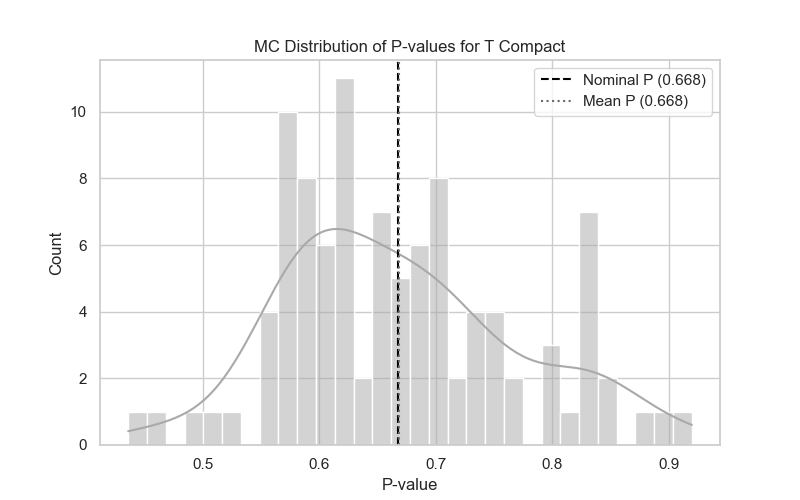 MC Distribution of P-values for T Compact
Nominal P (0.668)
Mean P (0.668)
10
8
6
4
2
0
Count
0.5 0.6 0.7 0.8 0.9
P-value